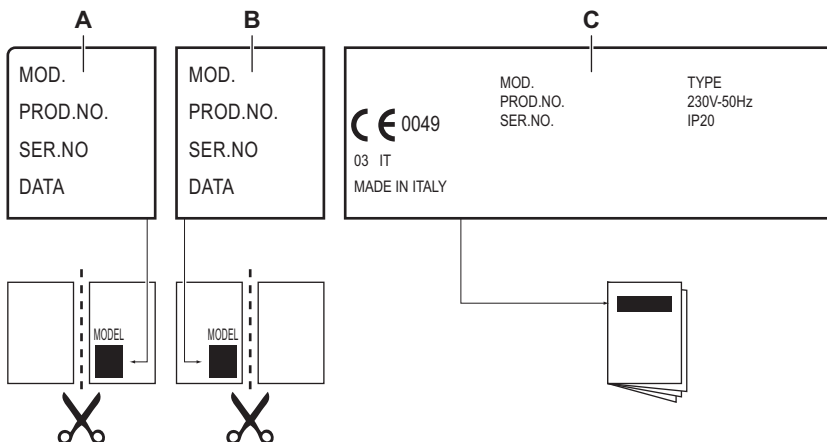 A
B
C
MOD.
PROD.NO.
SER.NO
DATA
MOD.
PROD.NO.
SER.NO
DATA
MOD.
PROD.NO.
SER.NO.
TYPE
230V-50Hz
IP20
CE 0049
03 IT
MADE IN ITALY
MODEL
MODEL